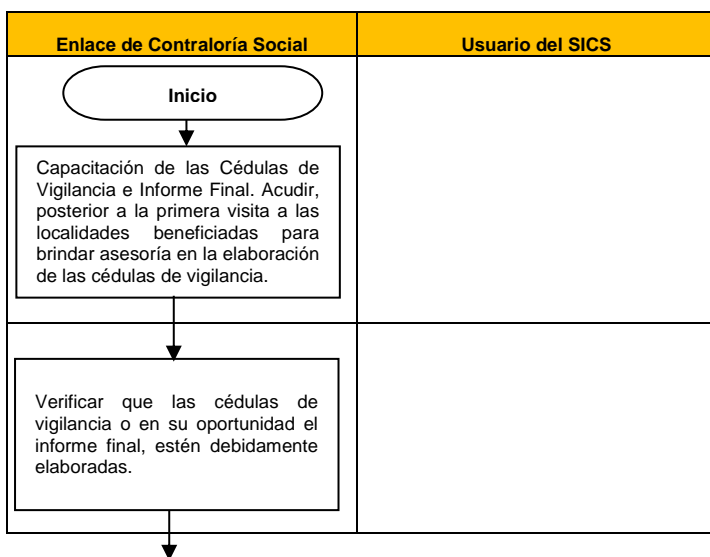 Enlace de Contraloría Social
Usuario del SICS
Inicio
Capacitación de las Cédulas de
Vigilancia e Informe Final. Acudir,
posterior a la primera visita a las
localidades beneficiadas para
brindar asesoría en la elaboración
de las cédulas de vigilancia.
Verificar que las cédulas de
vigilancia o en su oportunidad el
informe final, estén debidamente
elaboradas.